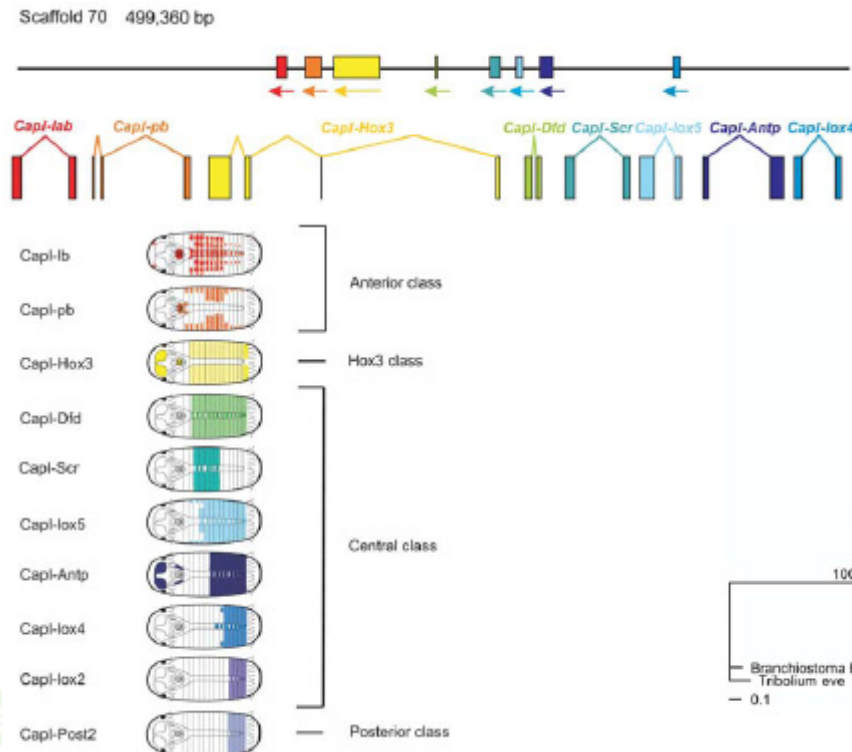 Scaffold 70 499,360 bp
Capl-lab Capl-pb Capl-Hox3 Capl-Dfd Capl-Scr Capl-lox5 Capl-Antp Capl-lox4
Capl-lb
Anterior class
Capl-pb
Capl-Hox3
Hox3 class
Capl-Dfd
Capl-Scr
Capl-lox5
Central class
Capl-Antp
Capl-lox4
Capl-lox2
Capl-Post2
Posterior class
100
Branchiostoma
Tribolium eve
0.1